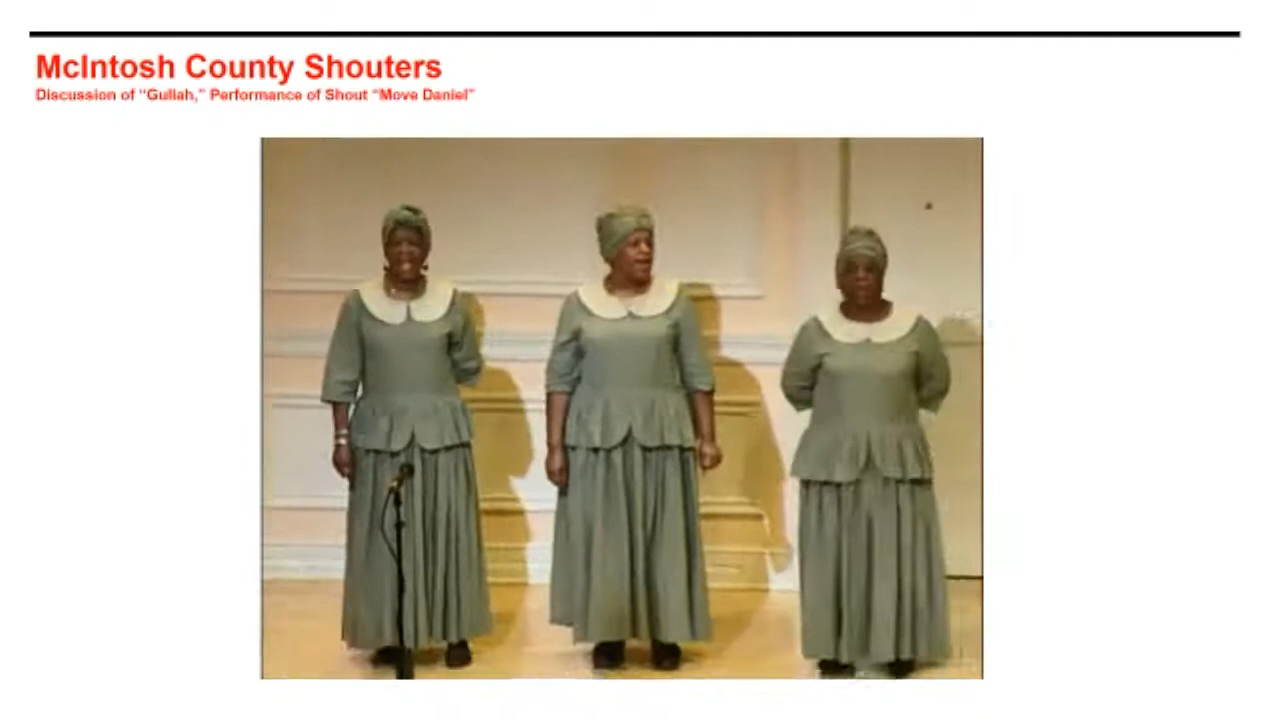 McIntosh County Shouters
Discussion of “Gullah,” Performance of Shout “Move Daniel”